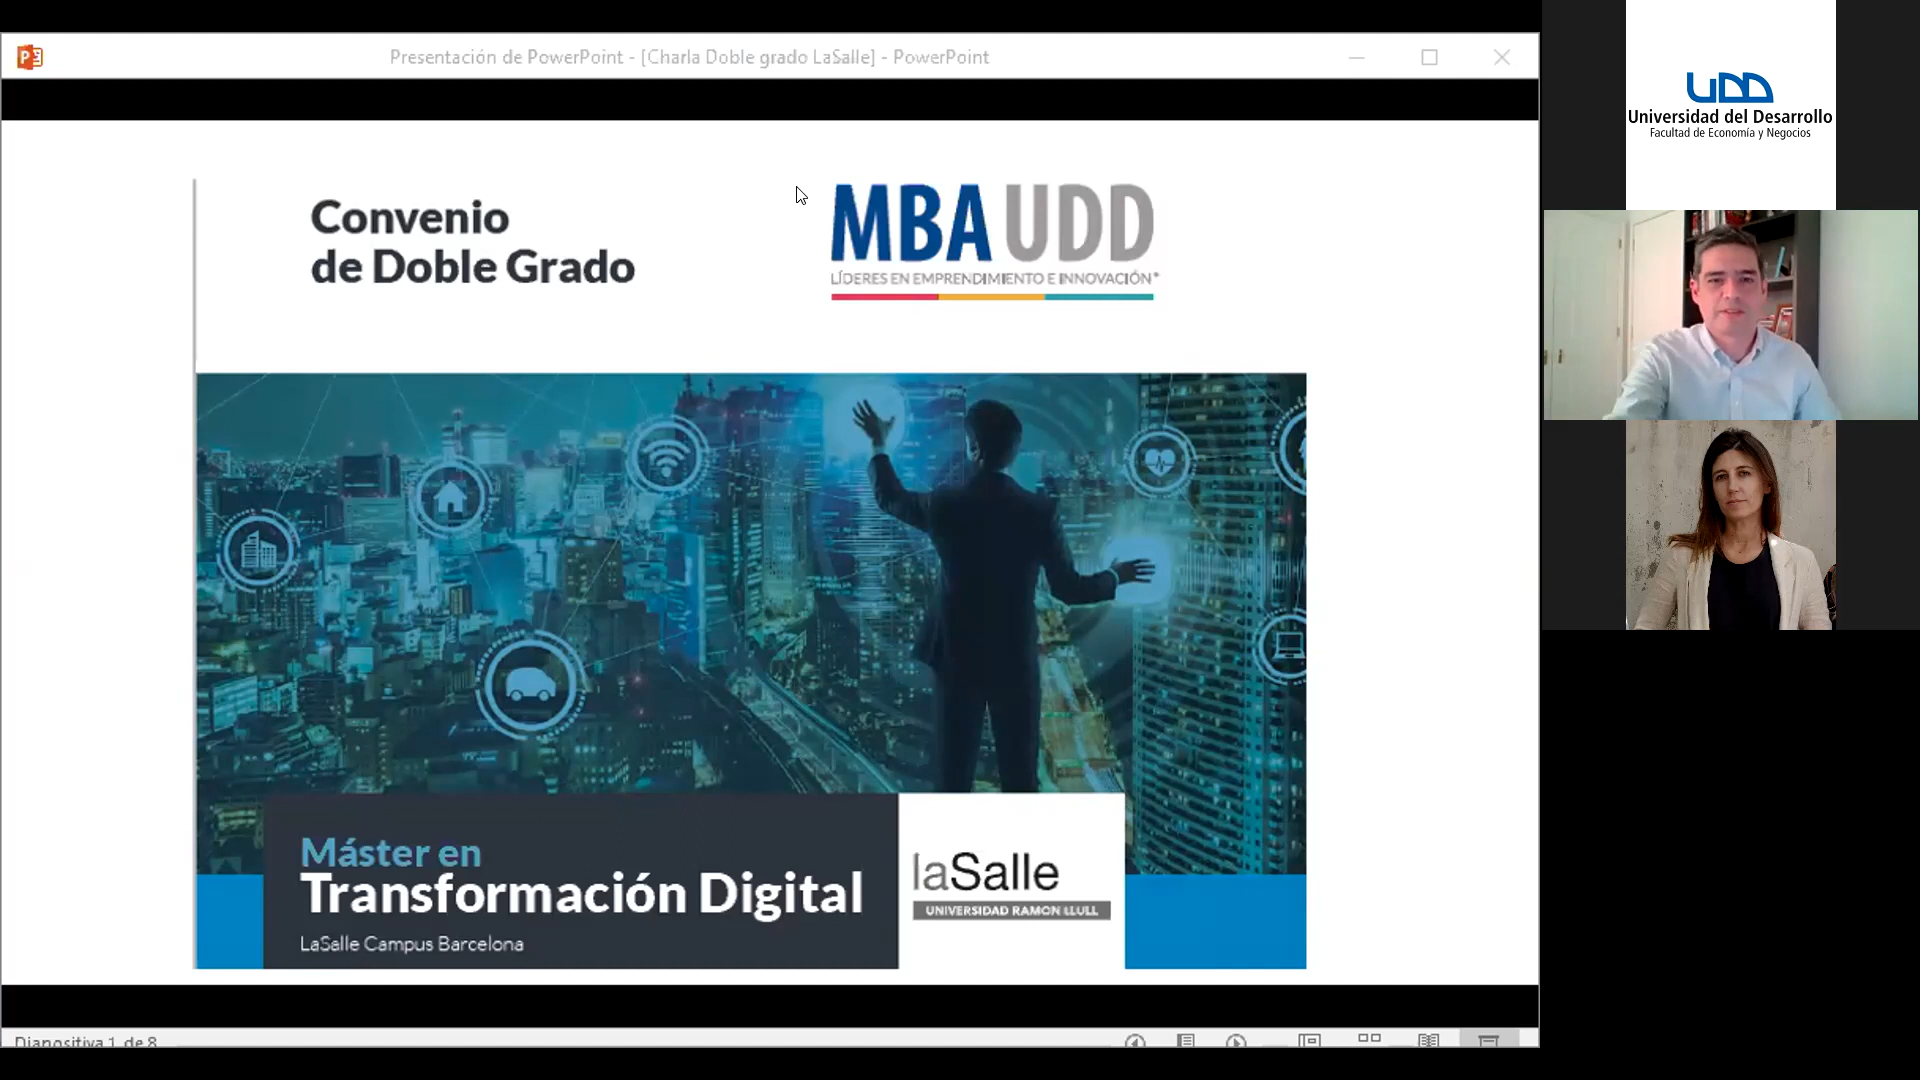 Presentación de PowerPoint - [Charla Doble grado LaSalle] - PowerPoint
Convenio
de Doble Grado
MBA UDD
LÍDERES EN EMPRENDIMIENTO E INNOVACIÓN®
Máster en
Transformación Digital
LaSalle Campus Barcelona
laSalle
UNIVERSIDAD RAMON LLULL
Diapositiva 1 de 8
UDD
Universidad del Desarrollo
Facultad de Economía y Negocios